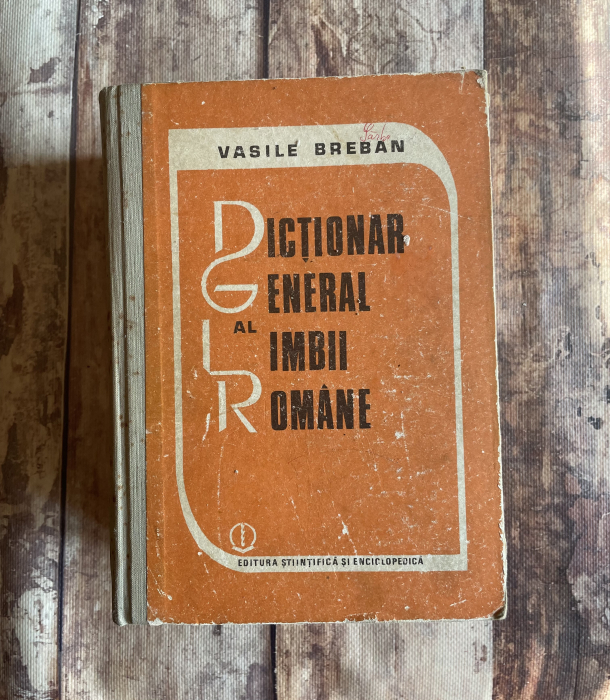 VASILE BREBAN
DICȚIONAR
GENERAL
AL
LIMBII
ROMÂNE
EDITURA ȘTIINȚIFICĂ ȘI ENCICLOPEDICĂ